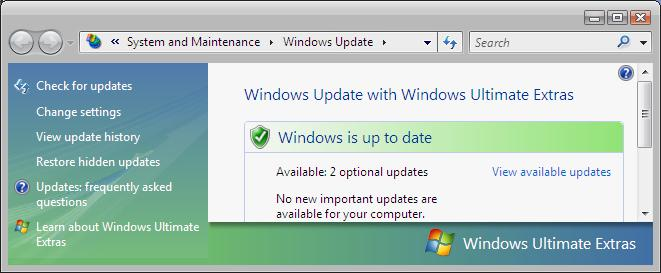 « System and Maintenance Windows Update Search
Check for updates
Change settings
View update history
Restore hidden updates
Updates: frequently asked
questions
Learn about Windows Ultimate
Extras
Windows Update with Windows Ultimate Extras
Windows is up to date
Available: 2 optional updates View available updates
No new important updates are
available for your computer.
Windows Ultimate Extras